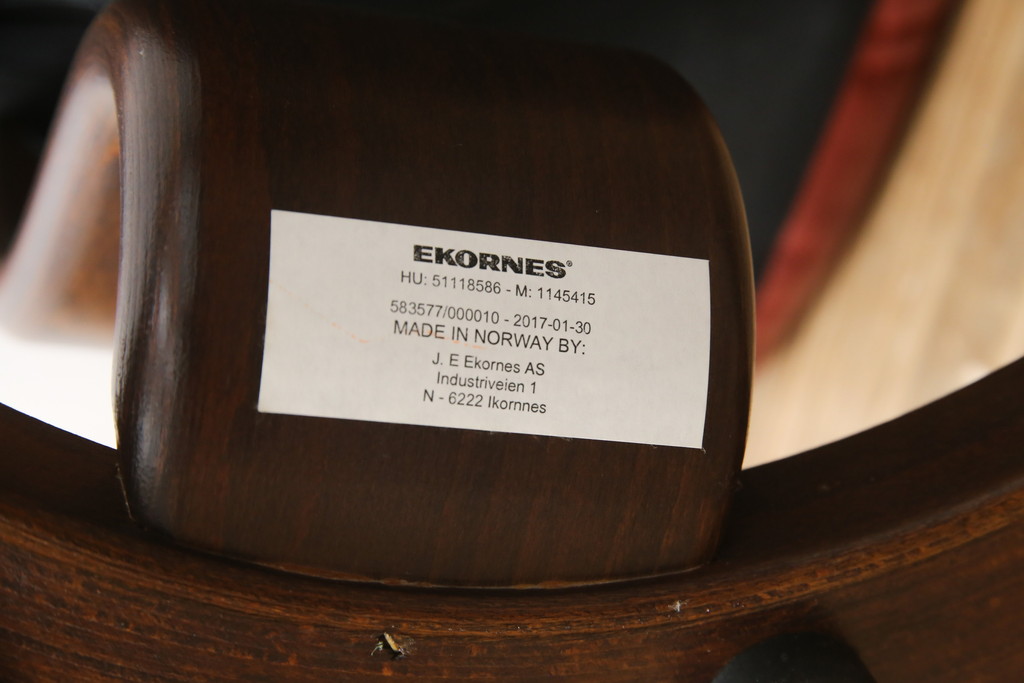 EKORNES®
HU: 51118586 - M: 1145415
583577/000010 - 2017-01-30
MADE IN NORWAY BY:
J. E Ekornes AS
Industriveien 1
N - 6222 Ikornnes